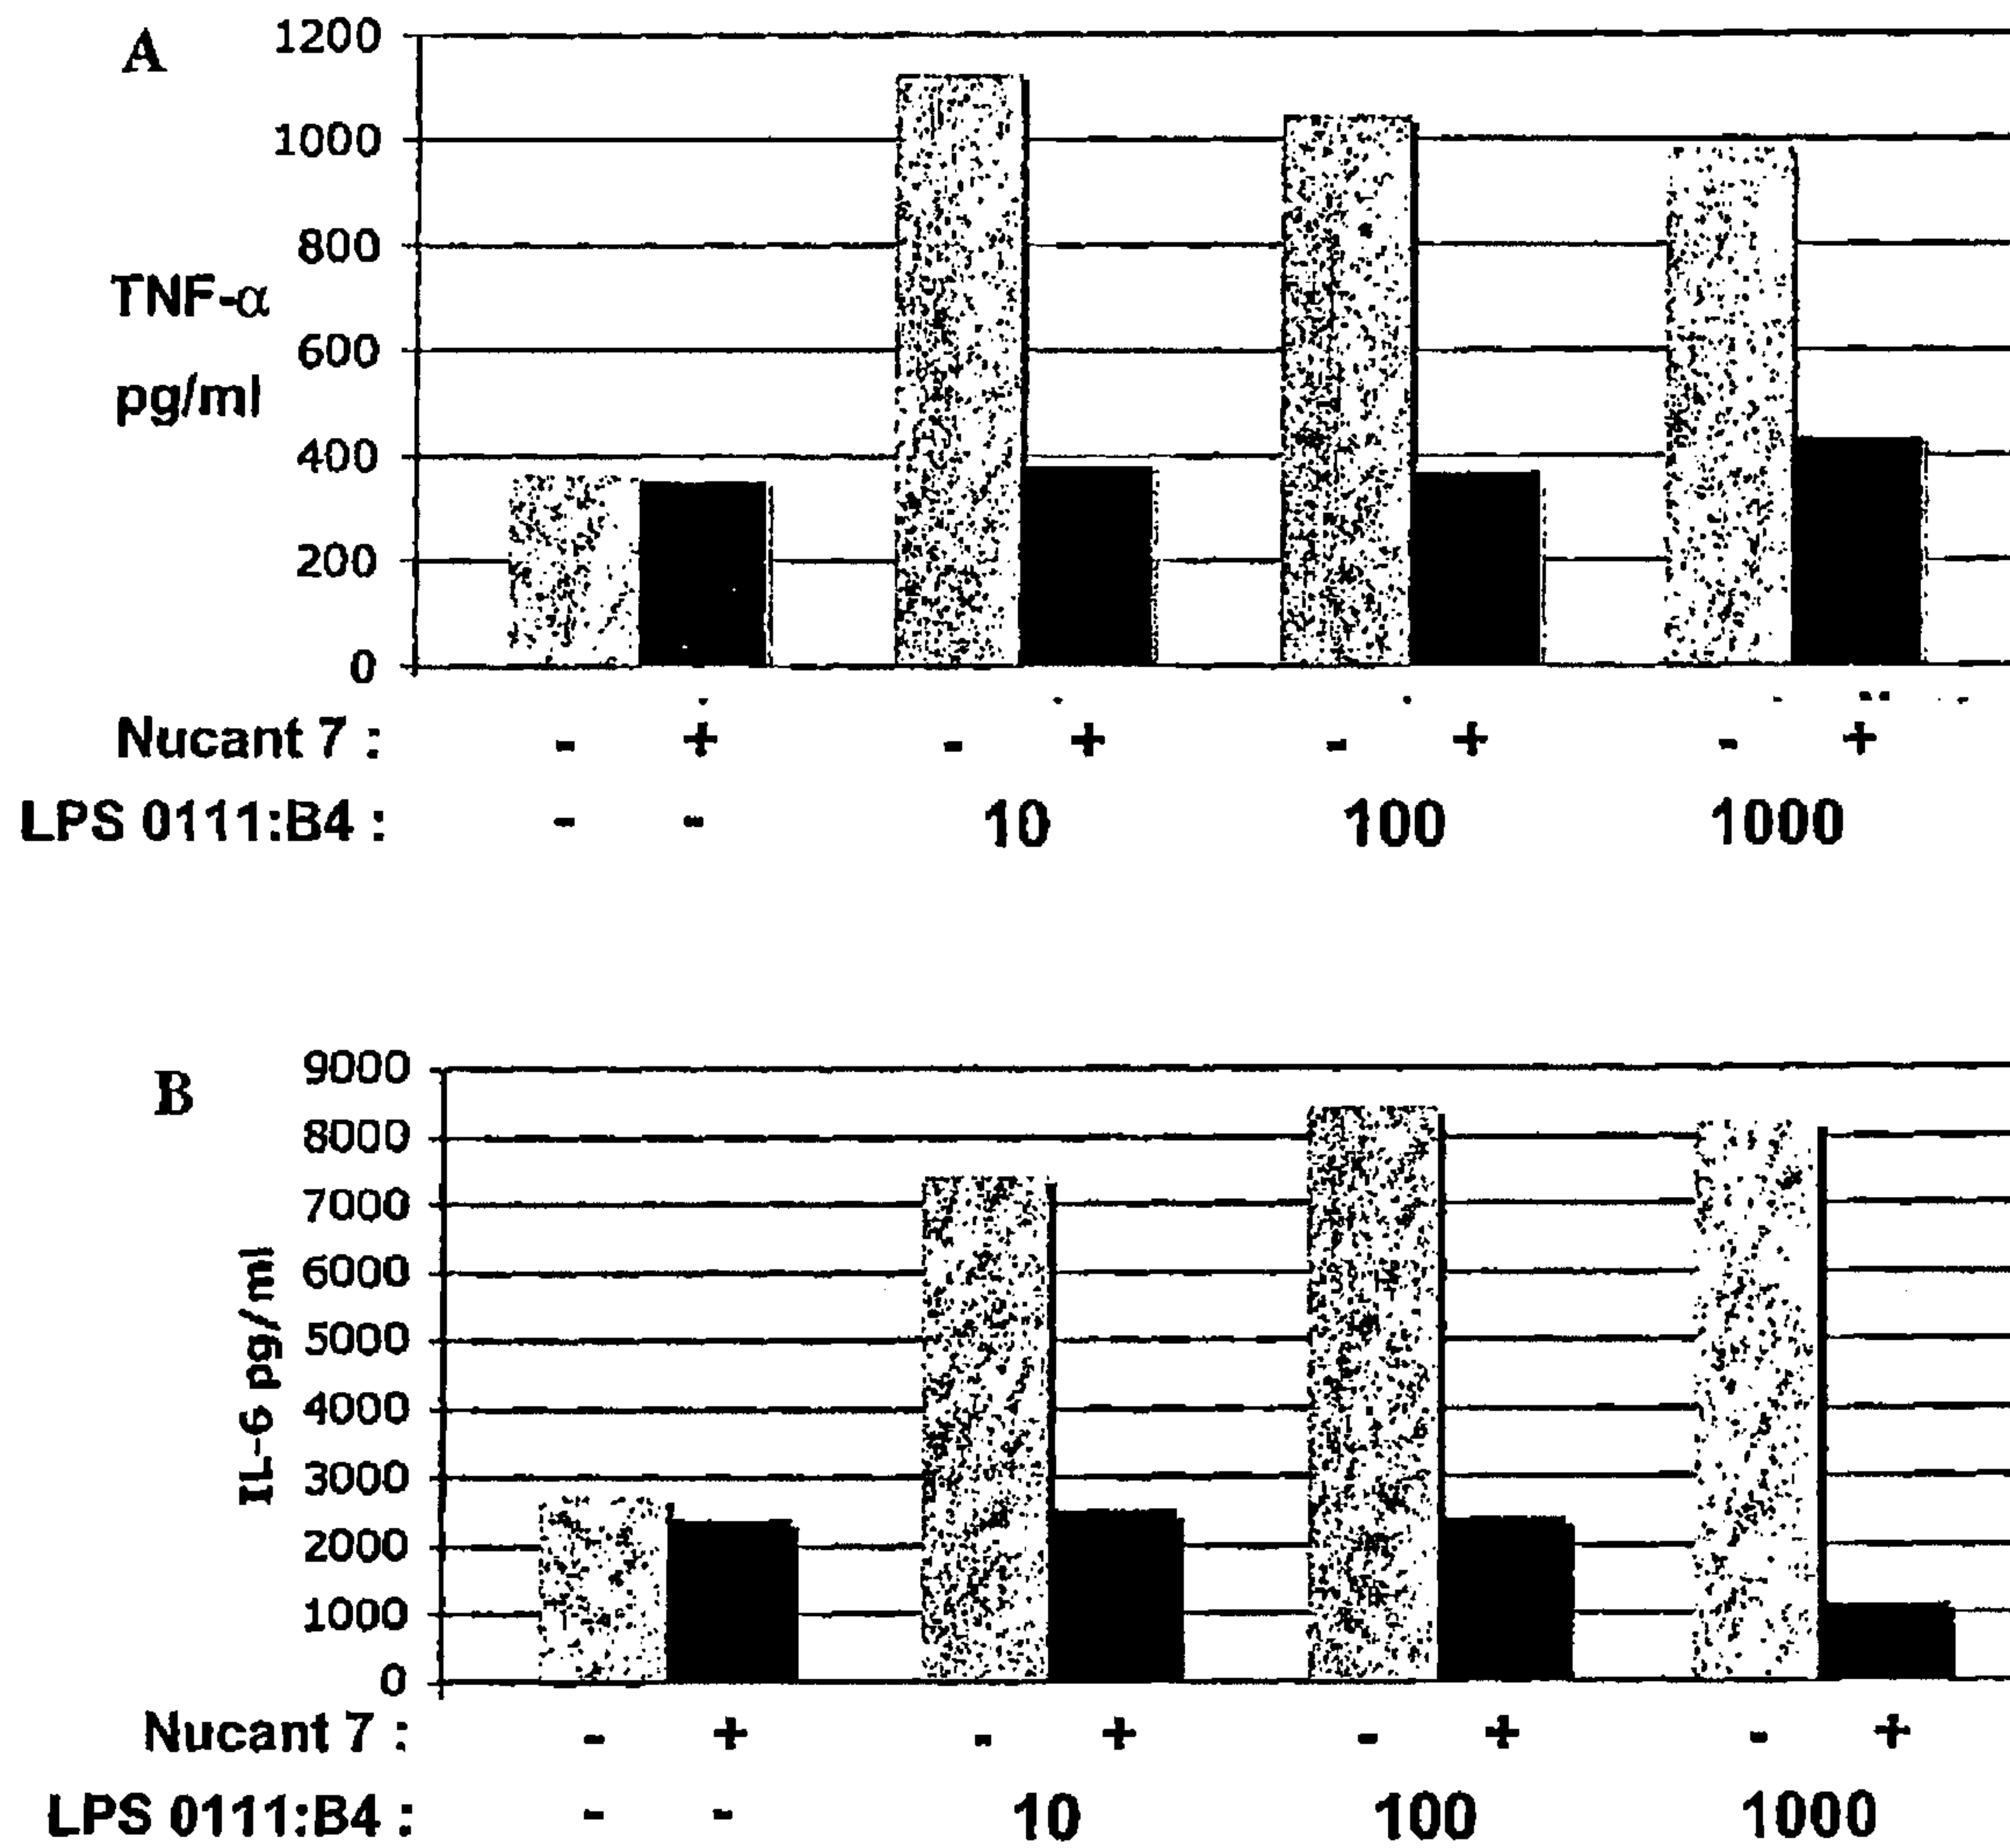 A
1200
1000
800
TNF-α
600
pg/ml
400
200
0
Nucant 7 : - + - + - + - +
LPS 0111:B4 : - - 10 100 1000
B
9000
8000
7000
6000
IL-6 pg/ml
5000
4000
3000
2000
1000
0
Nucant 7 : - + - + - + - +
LPS 0111:B4 : - - 10 100 1000